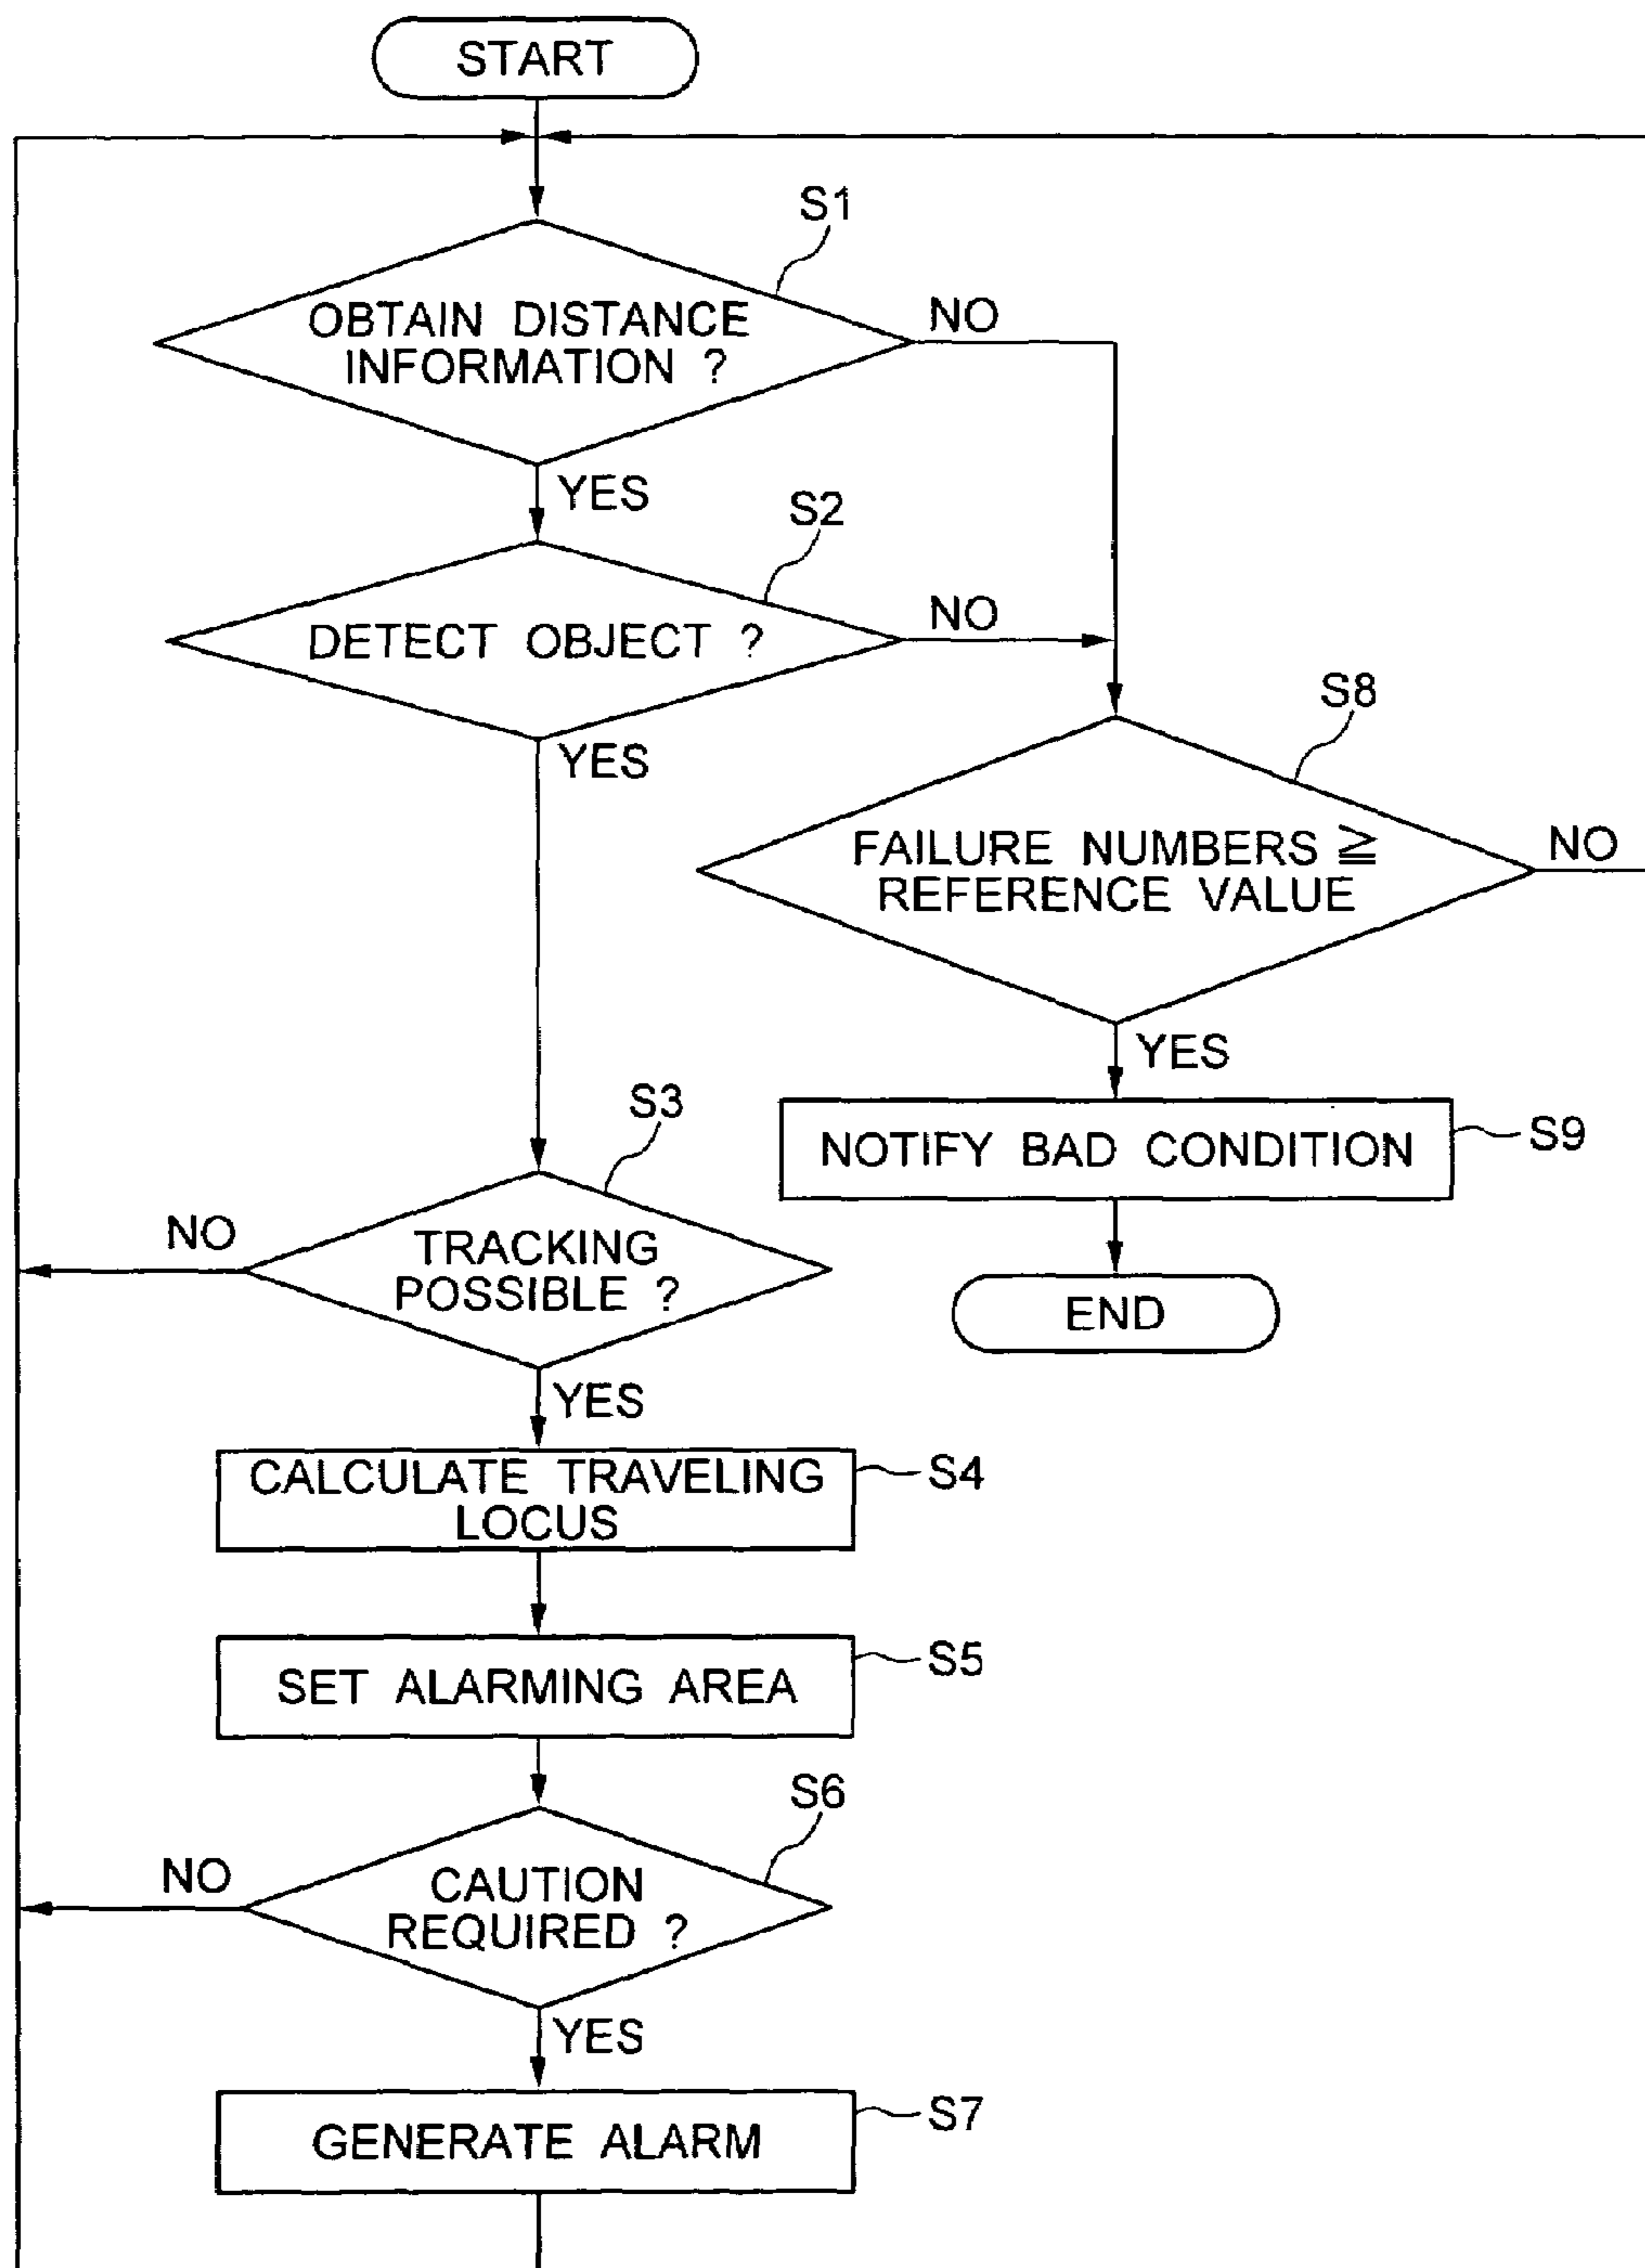 START
S1
OBTAIN DISTANCE
INFORMATION ?
NO
YES
S2
DETECT OBJECT ?
NO
YES
S8
FAILURE NUMBERS ≧
REFERENCE VALUE
NO
YES
S9
NOTIFY BAD CONDITION
END
S3
TRACKING
POSSIBLE ?
NO
YES
CALCULATE TRAVELING
LOCUS
S4
SET ALARMING AREA
S5
S6
CAUTION
REQUIRED ?
NO
YES
GENERATE ALARM
S7